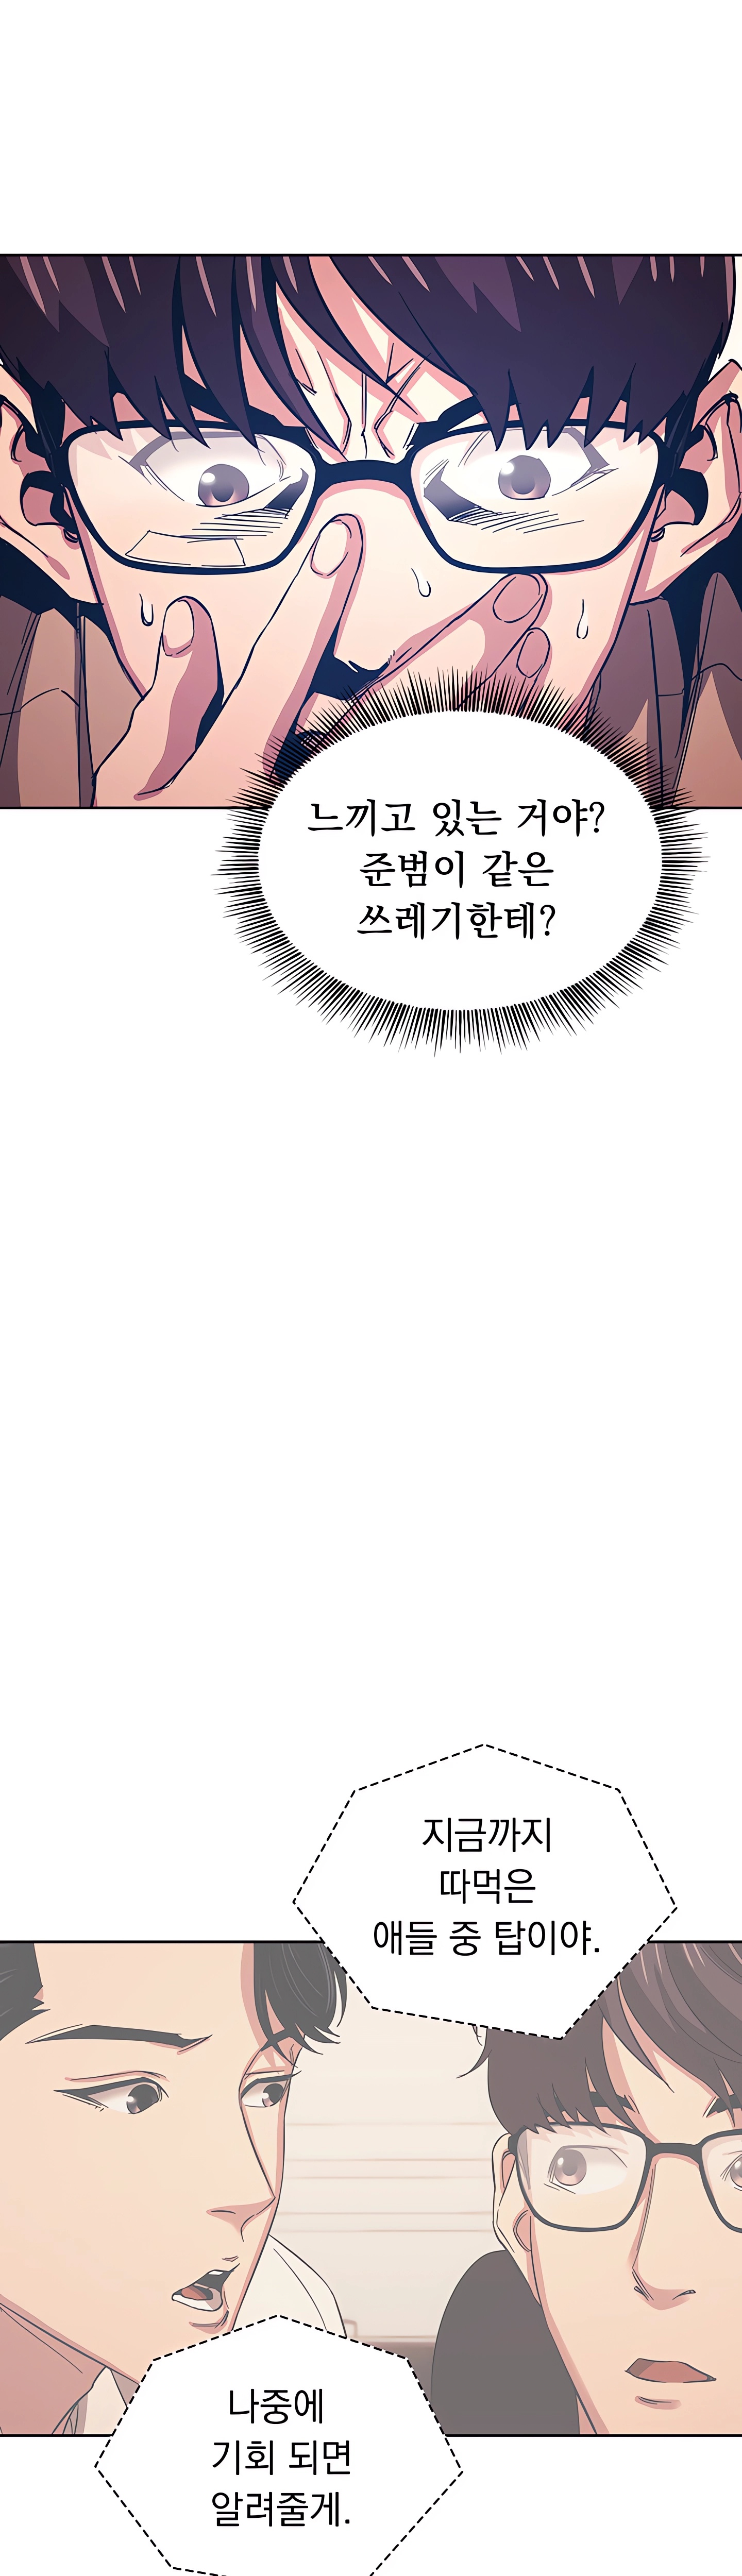 느끼고 있는 거야?
준범이 같은
쓰레기한테?
지금까지
따먹은
애들 중 탑이야.
나중에
기회 되면
알려줄게.